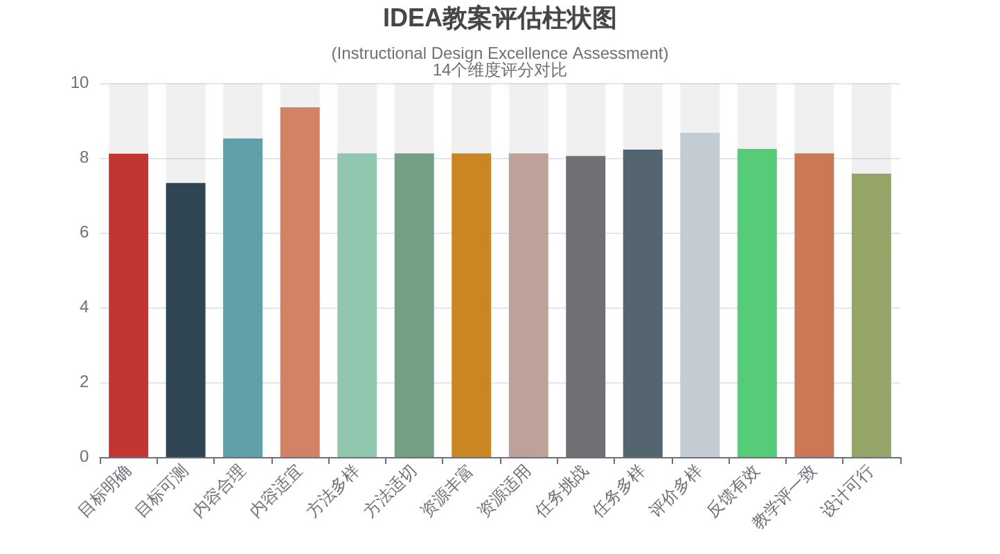 IDEA教案评估柱状图
(Instructional Design Excellence Assessment)
14个维度评分对比
10
8
6
4
2
0
目标明确
目标可测
内容合理
内容适宜
方法多样
方法适切
资源丰富
资源适用
任务挑战
任务多样
评价多样
反馈有效
教学评一致
设计可行